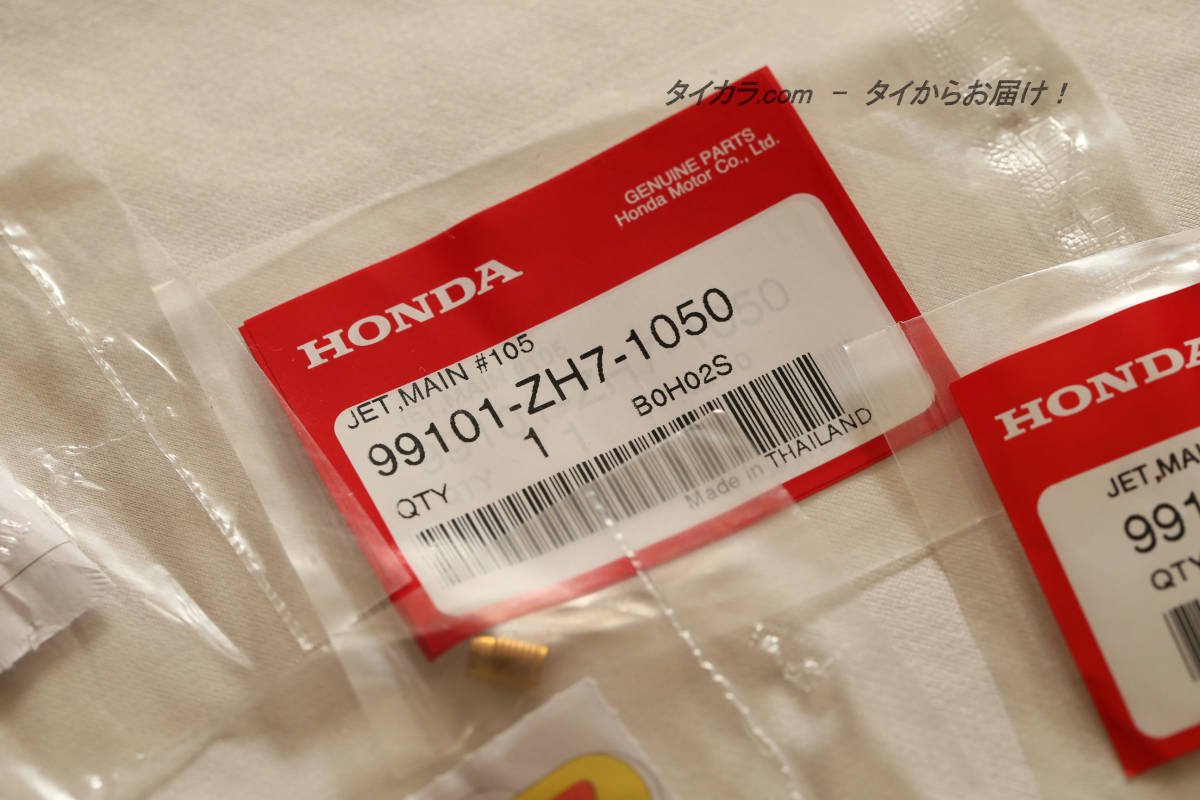 タイカラ.com － タイからお届け！
GENUINE PARTS
Honda Motor Co., Ltd.
HONDA
JET,MAIN #105
99101-ZH7-1050
QTY 1 B0H02S
Made in THAILAND
HONDA
JET,MA
991
QTY